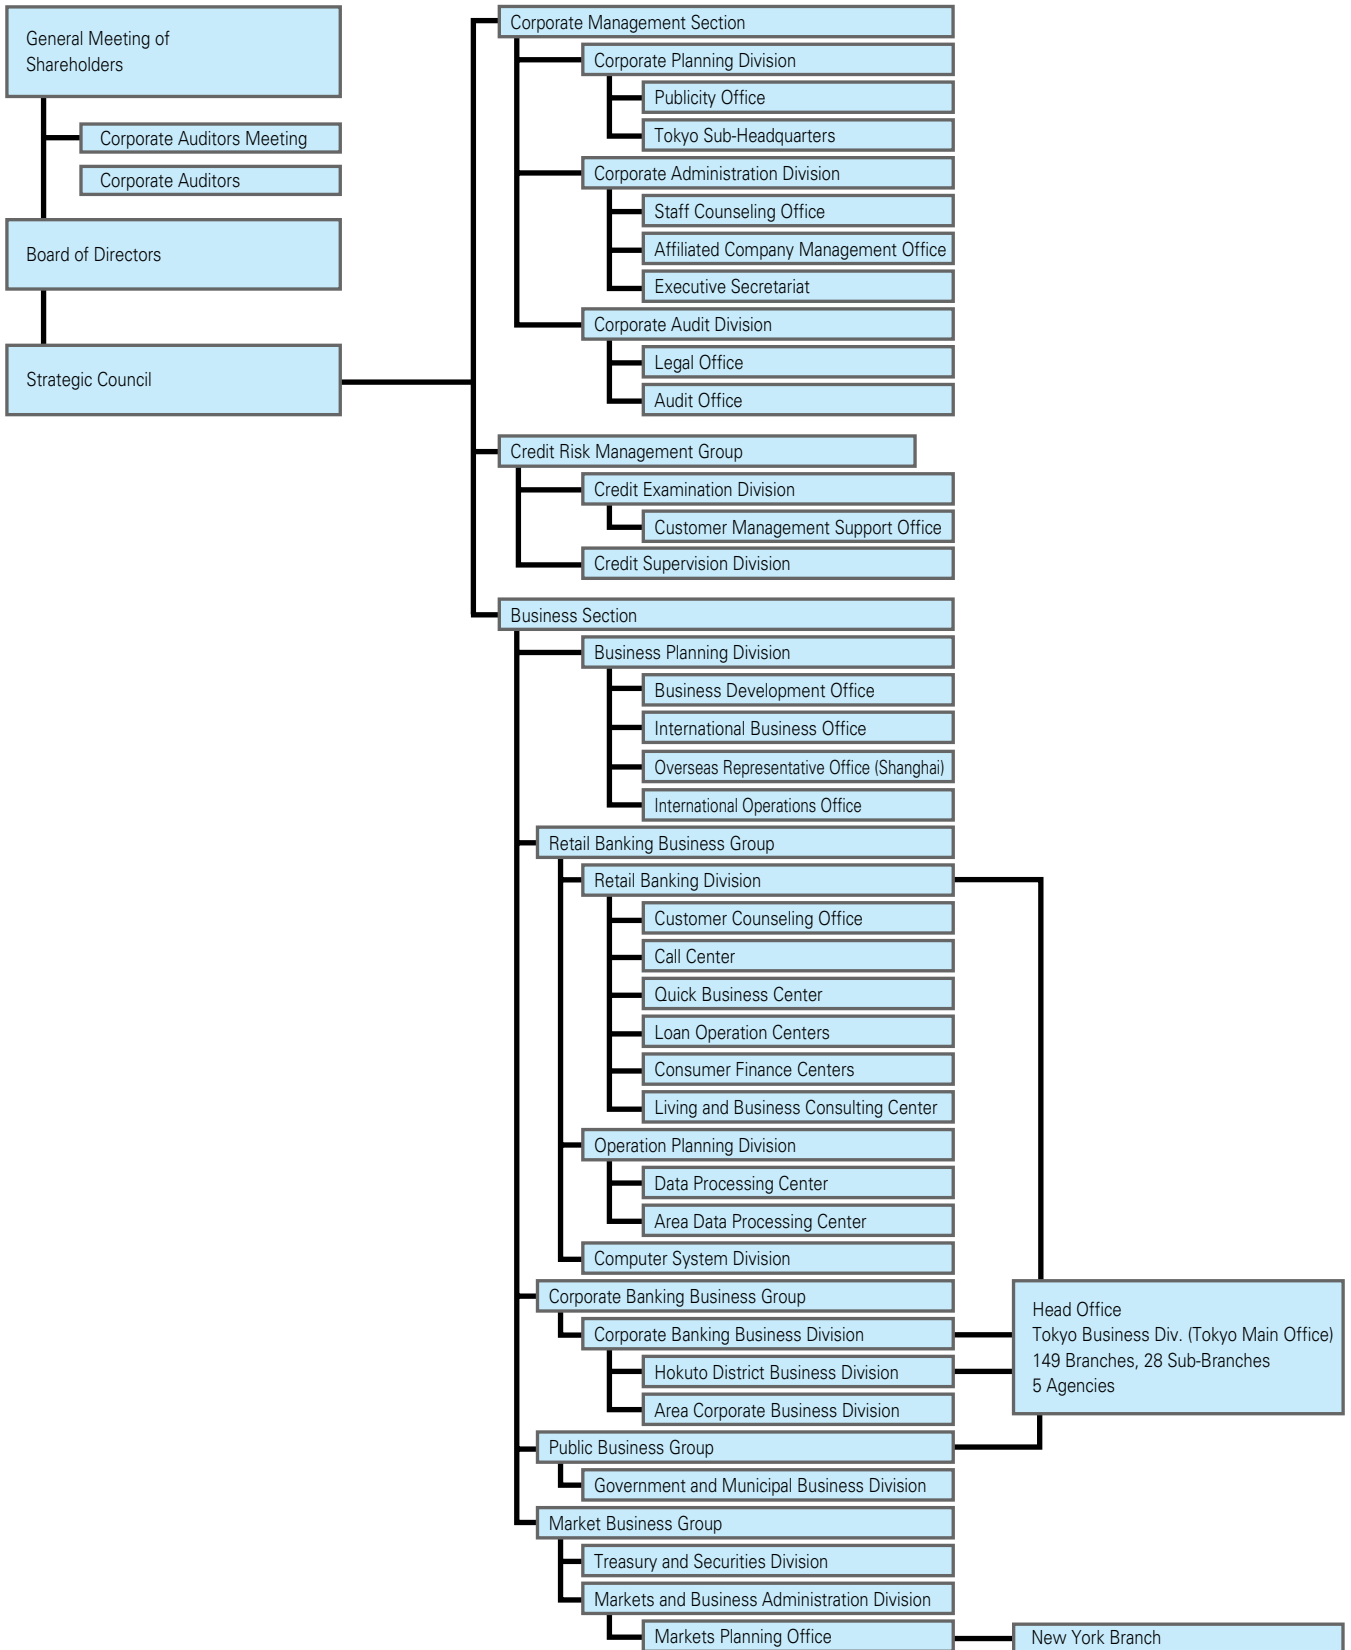 General Meeting of
Shareholders
Corporate Auditors Meeting
Corporate Auditors
Board of Directors
Strategic Council
Corporate Management Section
Corporate Planning Division
Publicity Office
Tokyo Sub-Headquarters
Corporate Administration Division
Staff Counseling Office
Affiliated Company Management Office
Executive Secretariat
Corporate Audit Division
Legal Office
Audit Office
Credit Risk Management Group
Credit Examination Division
Customer Management Support Office
Credit Supervision Division
Business Section
Business Planning Division
Business Development Office
International Business Office
Overseas Representative Office (Shanghai)
International Operations Office
Retail Banking Business Group
Retail Banking Division
Customer Counseling Office
Call Center
Quick Business Center
Loan Operation Centers
Consumer Finance Centers
Living and Business Consulting Center
Operation Planning Division
Data Processing Center
Area Data Processing Center
Computer System Division
Corporate Banking Business Group
Corporate Banking Business Division
Hokuto District Business Division
Area Corporate Business Division
Public Business Group
Government and Municipal Business Division
Market Business Group
Treasury and Securities Division
Markets and Business Administration Division
Markets Planning Office
Head Office
Tokyo Business Div. (Tokyo Main Office)
149 Branches, 28 Sub-Branches
5 Agencies
New York Branch